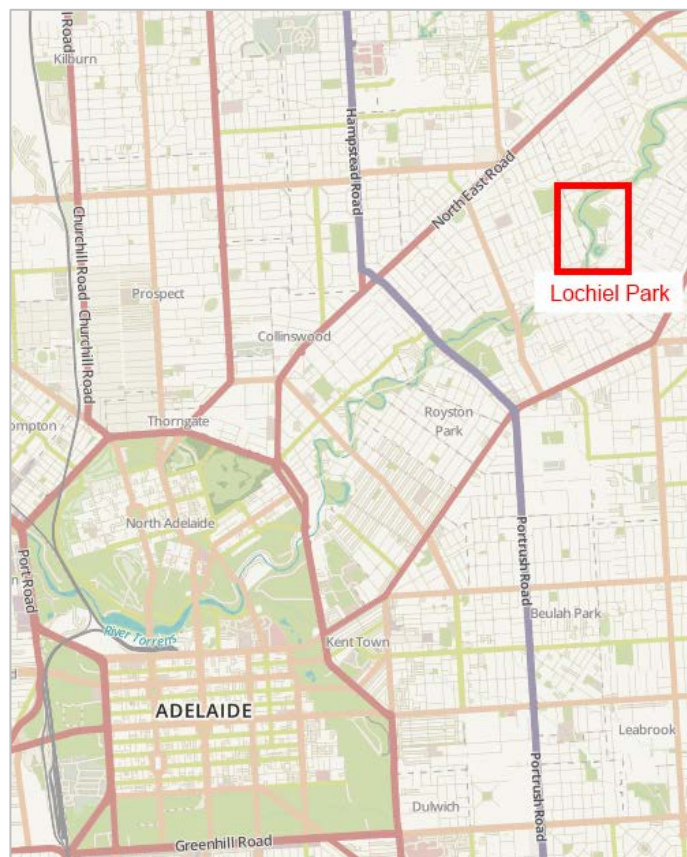 Road
Kilburn
Hampstead Road
North East Road
Churchill Road
Churchill Road
Prospect
Lochiel Park
Collinswood
Thorngate
Royston
Park
North Adelaide
Port Road
Portrush Road
River Torrens
Kent Town
Beulah Park
ADELAIDE
Leabrook
Portrush Road
Dulwich
Greenhill Road